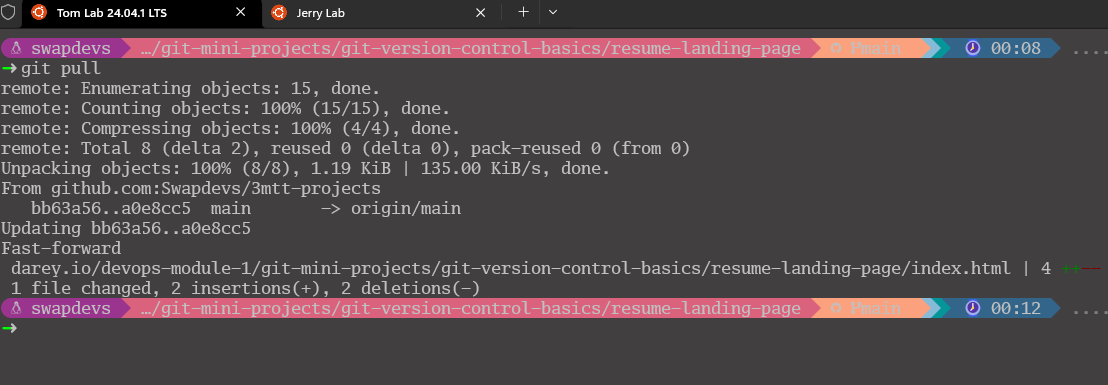 Tom Lab 24.04.1 LTS
Jerry Lab
swapdevs …/git-mini-projects/git-version-control-basics/resume-landing-page main 00:08 ....
→ git pull
remote: Enumerating objects: 15, done.
remote: Counting objects: 100% (15/15), done.
remote: Compressing objects: 100% (4/4), done.
remote: Total 8 (delta 2), reused 0 (delta 0), pack-reused 0 (from 0)
Unpacking objects: 100% (8/8), 1.19 KiB | 135.00 KiB/s, done.
From github.com:Swapdevs/3mtt-projects
bb63a56..a0e8cc5 main -> origin/main
Updating bb63a56..a0e8cc5
Fast-forward
darey.io/devops-module-1/git-mini-projects/git-version-control-basics/resume-landing-page/index.html | 4 ++--
1 file changed, 2 insertions(+), 2 deletions(-)
swapdevs …/git-mini-projects/git-version-control-basics/resume-landing-page main 00:12 ....
→